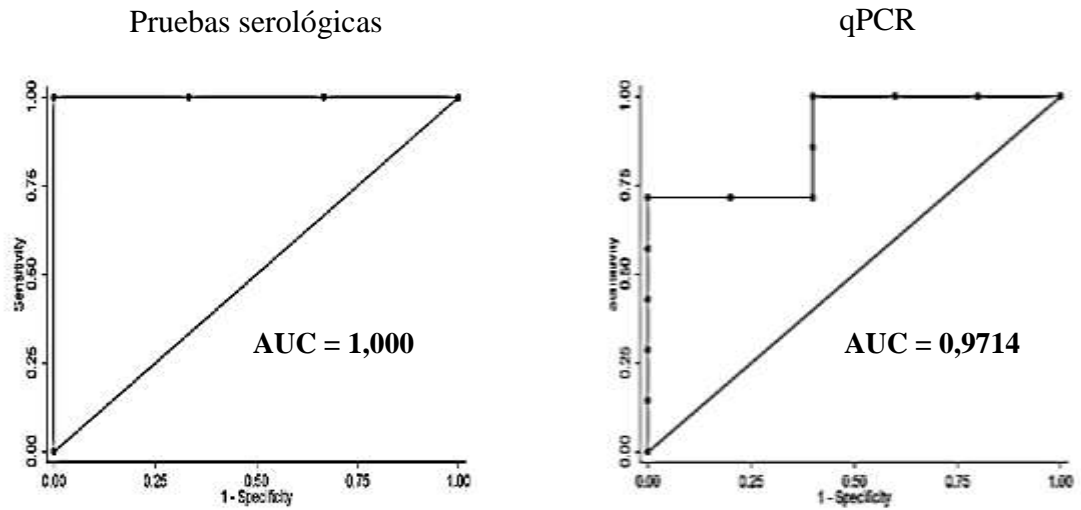 Pruebas serológicas
Sensitivity
1.00
0.75
0.50
0.25
0.00
AUC = 1,000
0.00 0.25 0.50 0.75 1.00
1 - Specificity
qPCR
Sensitivity
1.00
0.75
0.50
0.25
0.00
AUC = 0,9714
0.00 0.25 0.50 0.75 1.00
1 - Specificity